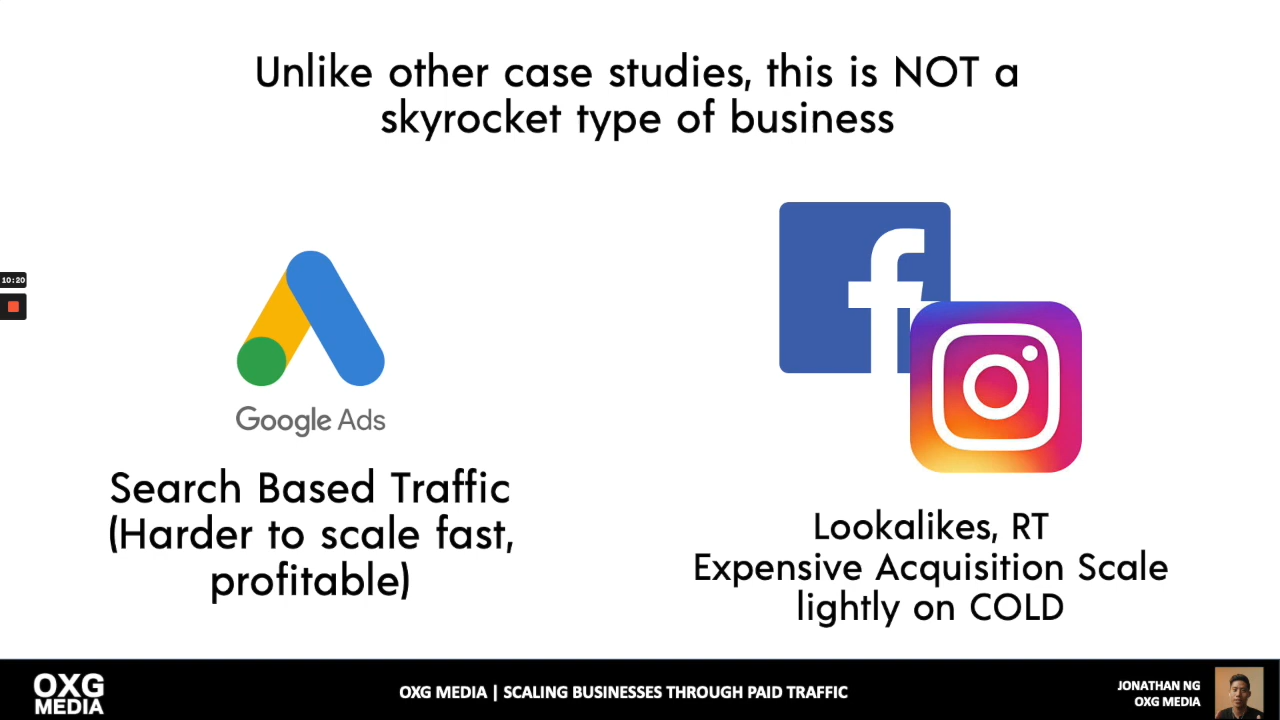 Unlike other case studies, this is NOT a
skyrocket type of business
10:20
Google Ads
Search Based Traffic
(Harder to scale fast,
profitable)
f
Lookalikes, RT
Expensive Acquisition Scale
lightly on COLD
OXG
MEDIA
OXG MEDIA | SCALING BUSINESSES THROUGH PAID TRAFFIC
JONATHAN NG
OXG MEDIA